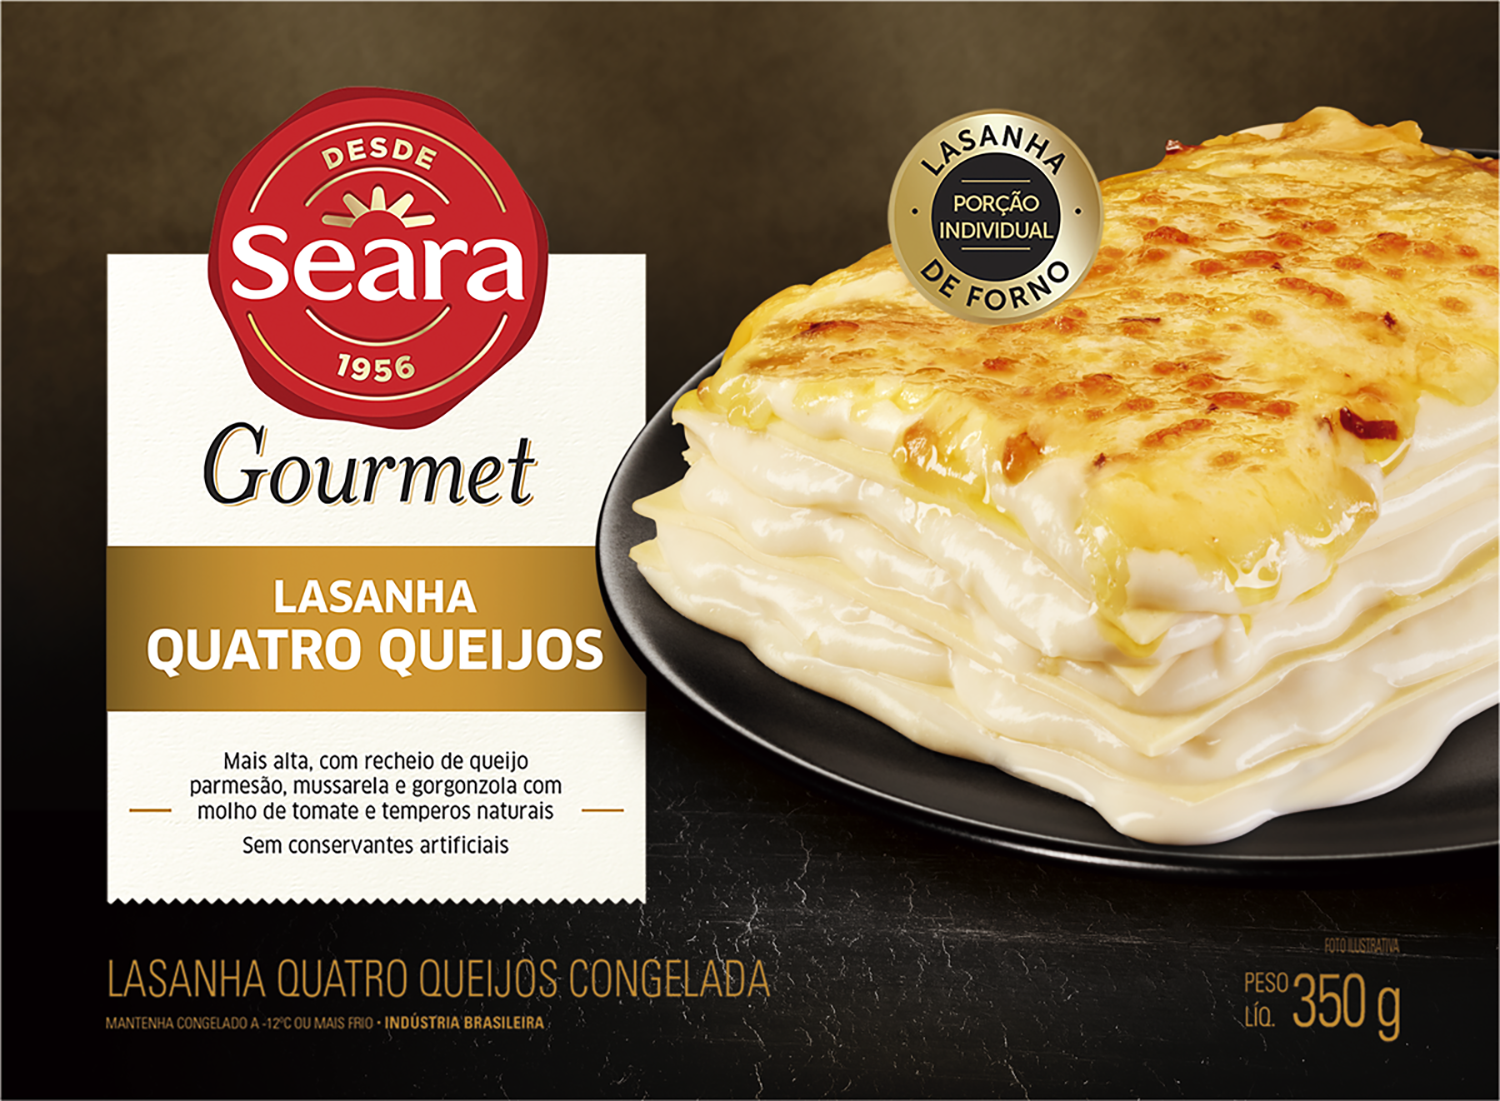 DESDE
Seara
1956
Gourmet
LASANHA
QUATRO QUEIJOS
Mais alta, com recheio de queijo
parmesão, mussarela e gorgonzola com
molho de tomate e temperos naturais
Sem conservantes artificiais
LASANHA
PORÇÃO
INDIVIDUAL
DE FORNO
LASANHA QUATRO QUEIJOS CONGELADA
MANTENHA CONGELADO A -12ºC OU MAIS FRIO • INDÚSTRIA BRASILEIRA
FOTO ILUSTRATIVA
PESO
LÍQ. 350 g